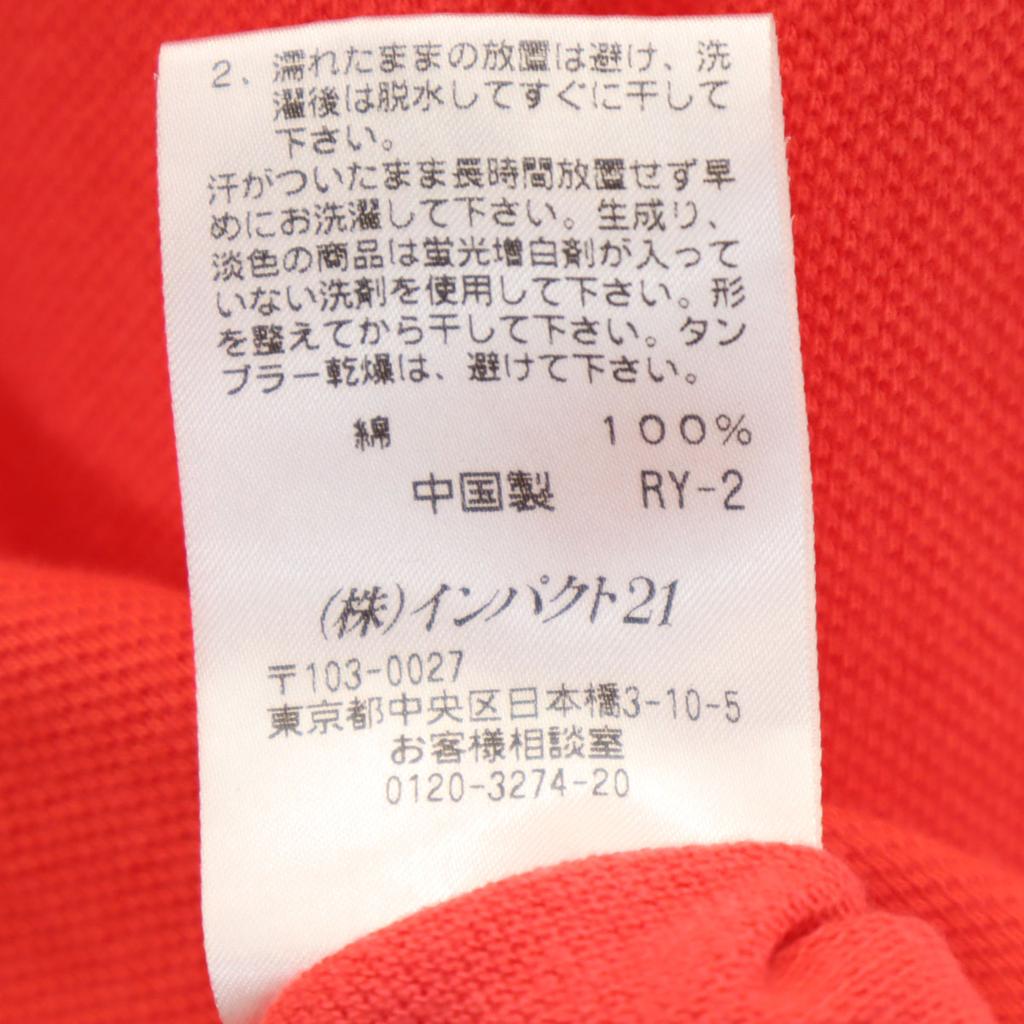 2．濡れたままの放置は避け、洗
濯後は脱水してすぐに干して
下さい。
汗がついたまま長時間放置せず早
めにお洗濯して下さい。生成り、
淡色の商品は蛍光増白剤が入って
いない洗剤を使用して下さい。形
を整えてから干して下さい。タン
ブラー乾燥は、避けて下さい。
綿　１００％
中国製　RY-2
(株)インパクト21
〒103-0027
東京都中央区日本橋3-10-5
お客様相談室
0120-3274-20